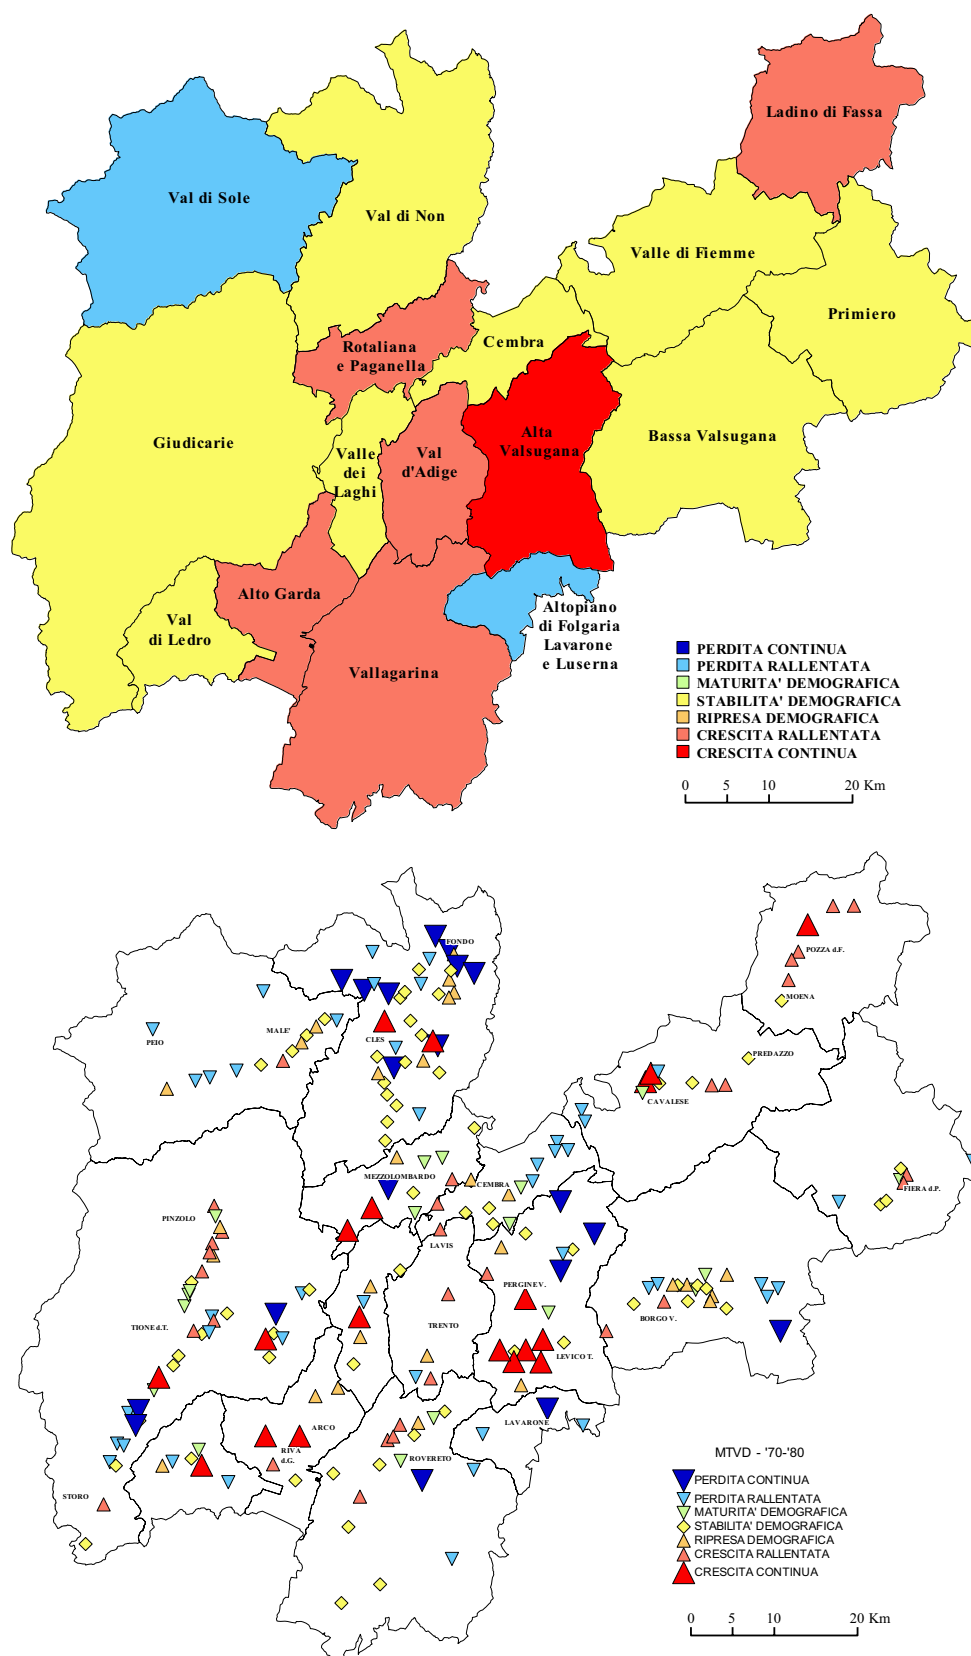 Ladino di Fassa
Val di Sole
Val di Non
Valle di Fiemme
Primiero
Cembra
Rotaliana
e Paganella
Giudicarie
Valle
dei
Laghi
Val
d'Adige
Alta
Valsugana
Bassa Valsugana
Alto Garda
Val
di Ledro
Vallagarina
Altopiano
di Folgaria
Lavarone
e Luserna
PERDITA CONTINUA
PERDITA RALLENTATA
MATURITA' DEMOGRAFICA
STABILITA' DEMOGRAFICA
RIPRESA DEMOGRAFICA
CRESCITA RALLENTATA
CRESCITA CONTINUA
0 5 10 20 Km
FONDO
POZZA d.F.
MOENA
PEIO
MALE'
CLES
PREDAZZO
CAVALESE
MEZZOLOMBARDO
CEMBRA
FIERA d.P.
PINZOLO
LAVIS
PERGINE V.
TIONE d.T.
TRENTO
BORGO V.
LEVICO T.
ARCO
RIVA
d.G.
LAVARONE
ROVERETO
STORO
MTVD - '70-'80
PERDITA CONTINUA
PERDITA RALLENTATA
MATURITA' DEMOGRAFICA
STABILITA' DEMOGRAFICA
RIPRESA DEMOGRAFICA
CRESCITA RALLENTATA
CRESCITA CONTINUA
0 5 10 20 Km